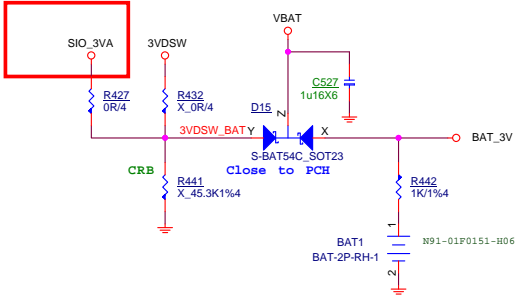 VBAT
SIO_3VA
3VDSW
R427
0R/4
R432
X_0R/4
C527
1u16X6
D15
Z
3VDSW_BAT
Y
X
BAT_3V
S-BAT54C_SOT23
CRB
Close to PCH
R441
X_45.3K1%4
R442
1K/1%4
1
BAT1
N91-01F0151-H06
BAT-2P-RH-1
2